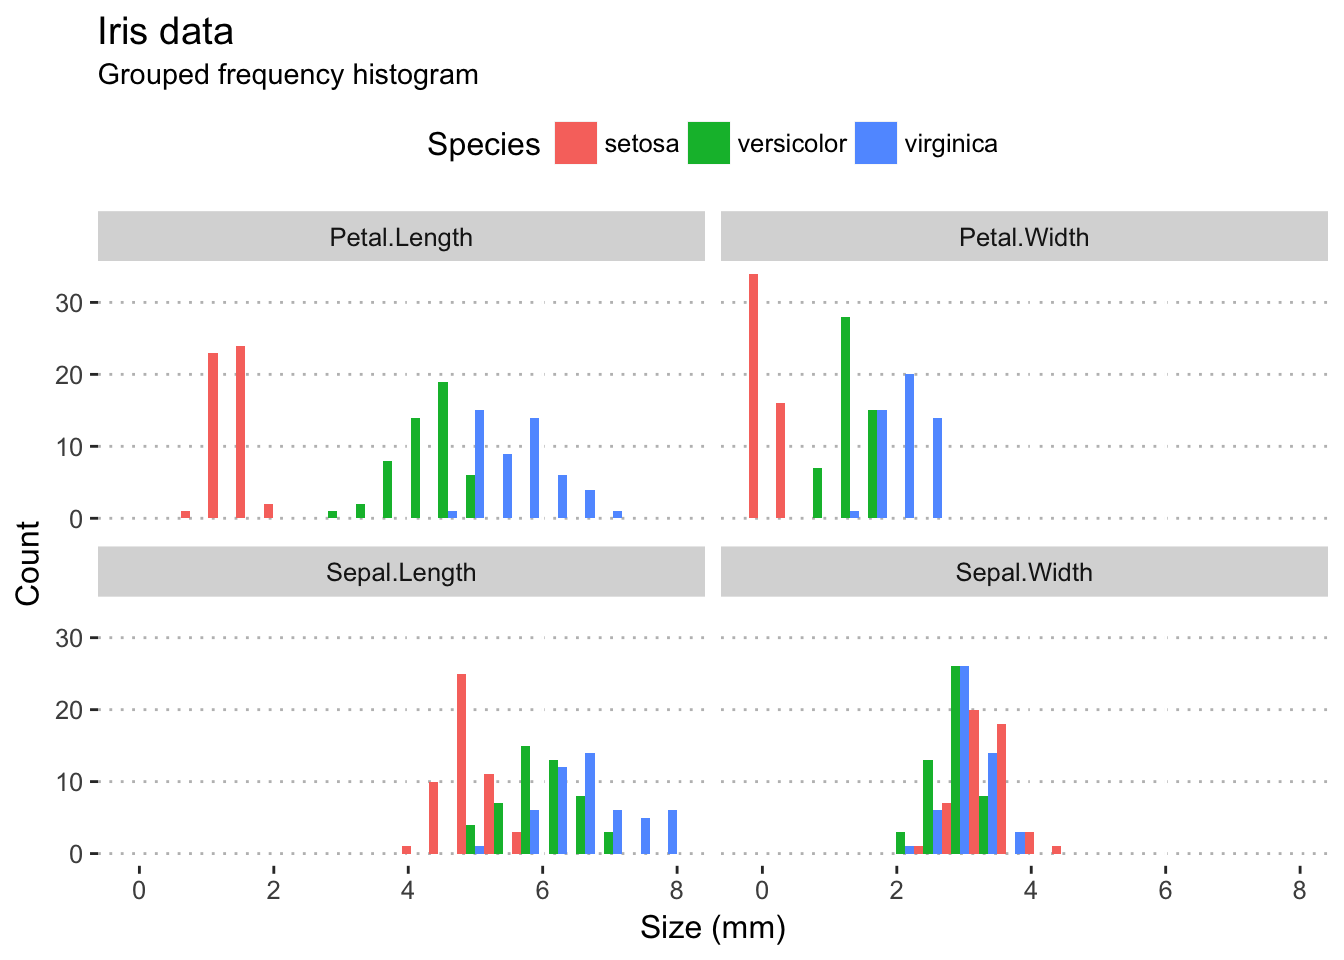 Iris data
Grouped frequency histogram
Species setosa versicolor virginica
Petal.Length Petal.Width
30
20
10
0
Count
Sepal.Length Sepal.Width
30
20
10
0
0 2 4 6 8 0 2 4 6 8
Size (mm)